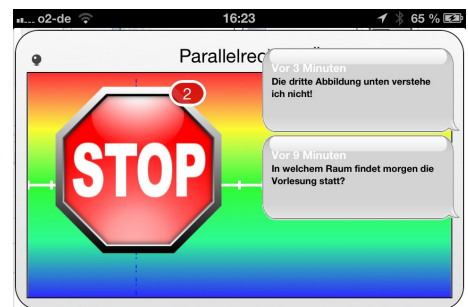 o2-de 16:23 65 %
Vor 3 Minuten
Die dritte Abbildung unten verstehe
ich nicht!
2
STOP
Vor 9 Minuten
In welchem Raum findet morgen die
Vorlesung statt?